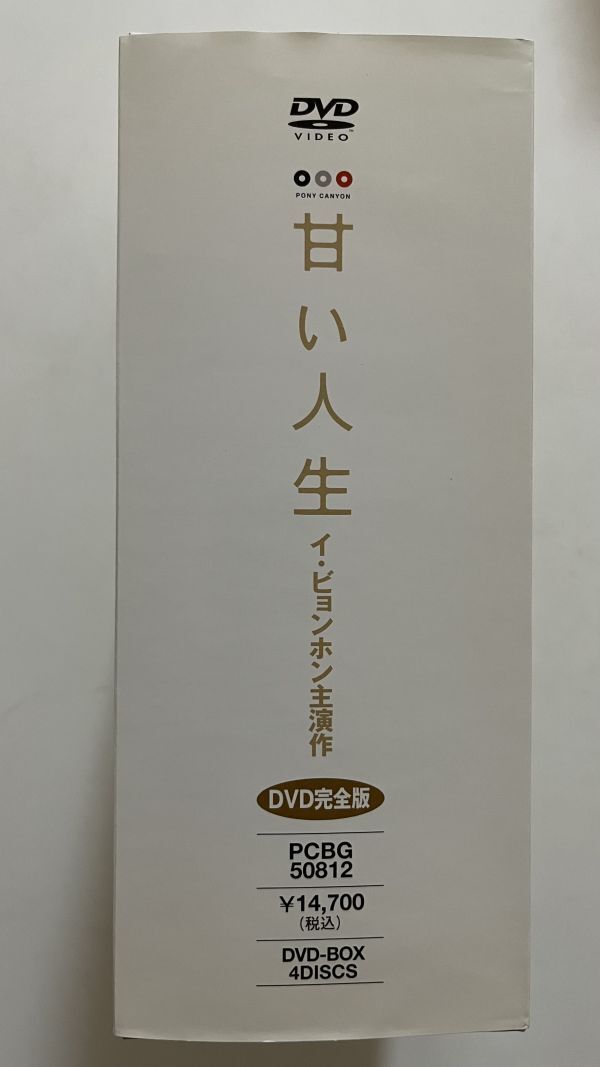 DVD
VIDEO™
PONY CANYON
甘い人生
イ・ビョンホン主演作
DVD完全版
PCBG
50812
¥14,700
(税込)
DVD-BOX
4DISCS